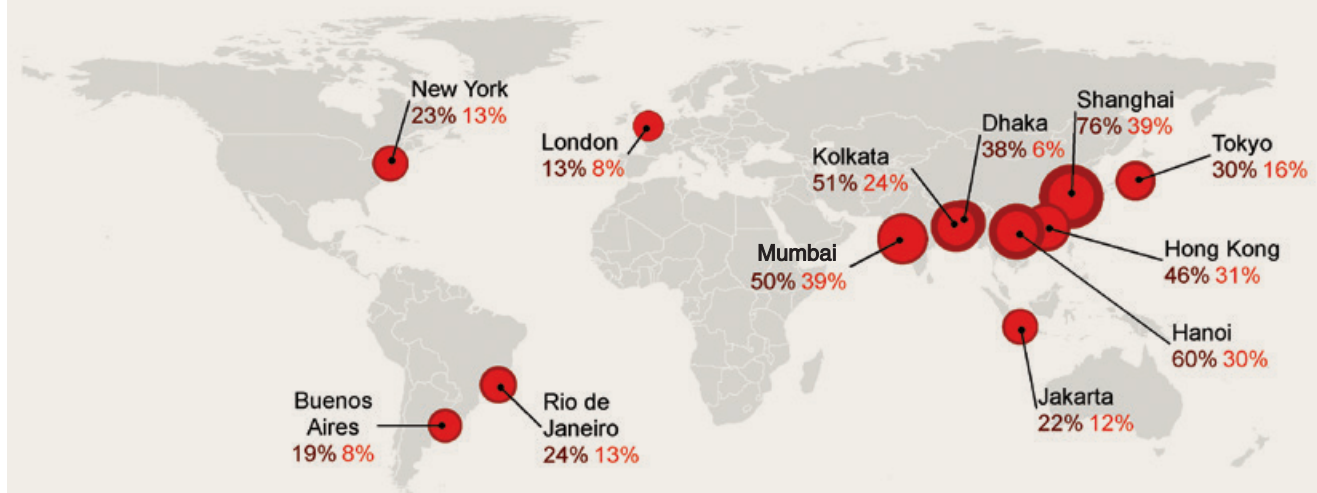 New York
23% 13%
London
13% 8%
Kolkata
51% 24%
Dhaka
38% 6%
Shanghai
76% 39%
Tokyo
30% 16%
Mumbai
50% 39%
Hong Kong
46% 31%
Hanoi
60% 30%
Jakarta
22% 12%
Buenos
Aires
19% 8%
Rio de
Janeiro
24% 13%